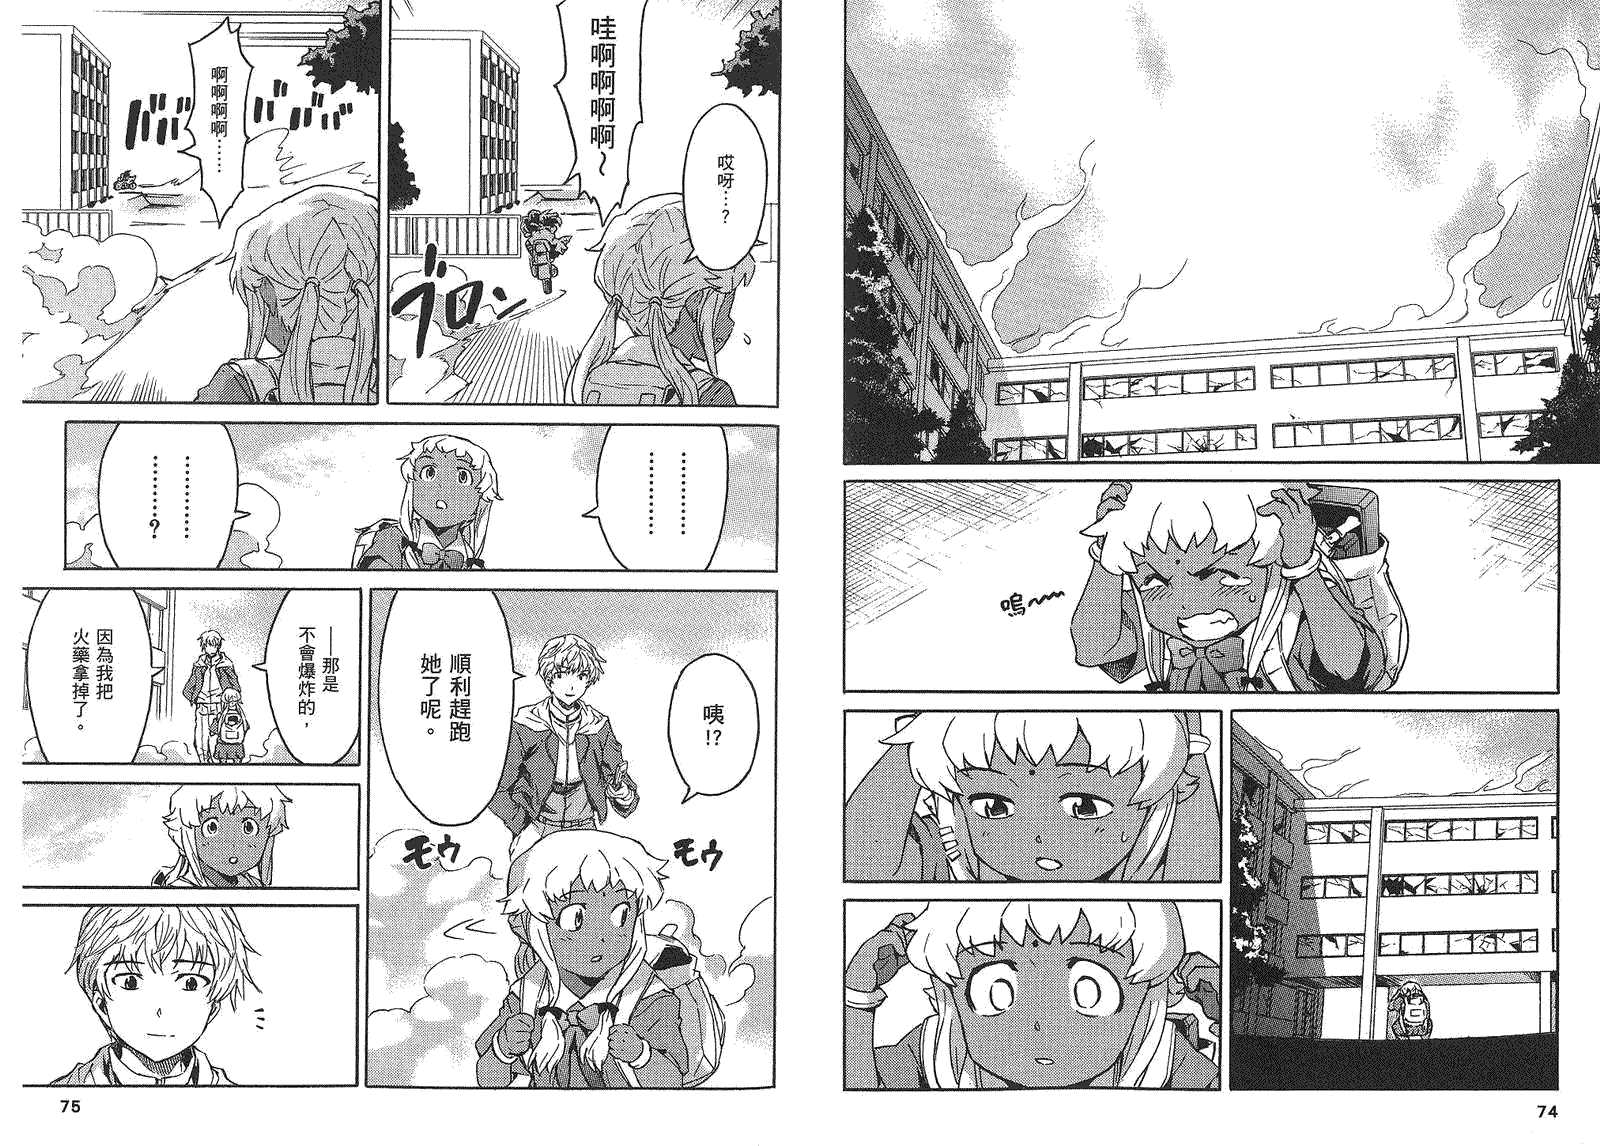 嗚～
74
哎呀…？
哇啊啊啊啊～
ブロン
啊啊啊啊……
ババババ
ババババ
………………
………………
………………
………………？
咦!?
順利趕跑
她了呢。
モウ
モウ
——那是
不會爆炸的，
因為我把
火藥拿掉了。
75